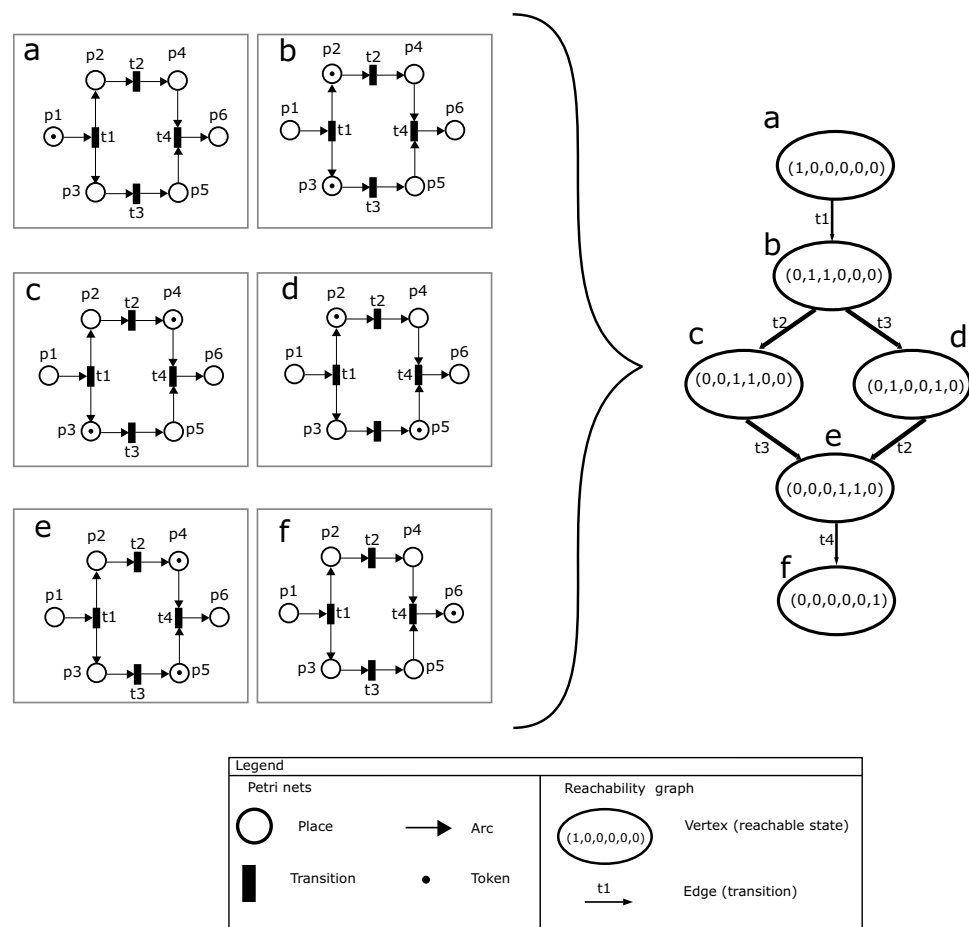 a
p2
p4
t2
p1
t1
t4
p6
p3
p5
t3
b
p2
p4
t2
p1
t1
t4
p6
p3
p5
t3
c
p2
p4
t2
p1
t1
t4
p6
p3
p5
t3
d
p2
p4
t2
p1
t1
t4
p6
p3
p5
e
p2
p4
t2
p1
t1
t4
p6
p3
p5
t3
f
p2
p4
t2
p1
t1
t4
p6
p3
p5
t3
a
(1,0,0,0,0,0)
t1
b
(0,1,1,0,0,0)
t2
t3
c
d
(0,0,1,1,0,0)
(0,1,0,0,1,0)
t3
e
t2
(0,0,0,1,1,0)
t4
f
(0,0,0,0,0,1)
Legend
Petri nets
Place
Arc
Transition
Token
Reachability graph
(1,0,0,0,0,0)
Vertex (reachable state)
t1
Edge (transition)